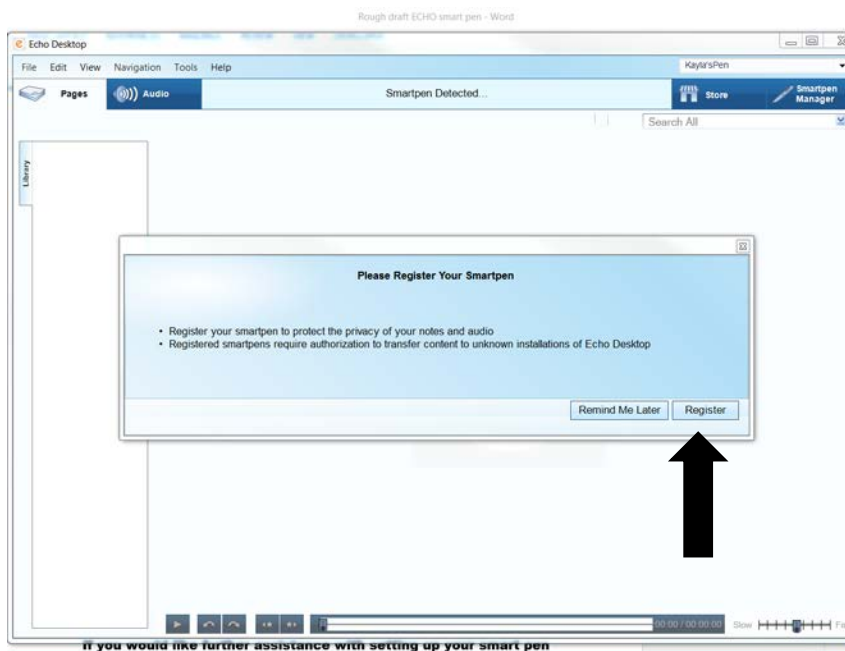 Rough draft ECHO smart pen - Word
Echo Desktop
File Edit View Navigation Tools Help
Kayla'sPen
Pages
Audio
Smartpen Detected...
Store
Smartpen
Manager
Search All
Library
Please Register Your Smartpen
• Register your smartpen to protect the privacy of your notes and audio
• Registered smartpens require authorization to transfer content to unknown installations of Echo Desktop
Remind Me Later
Register
00:00 / 00:00:00
Slow
If you would like further assistance with setting up your smart pen